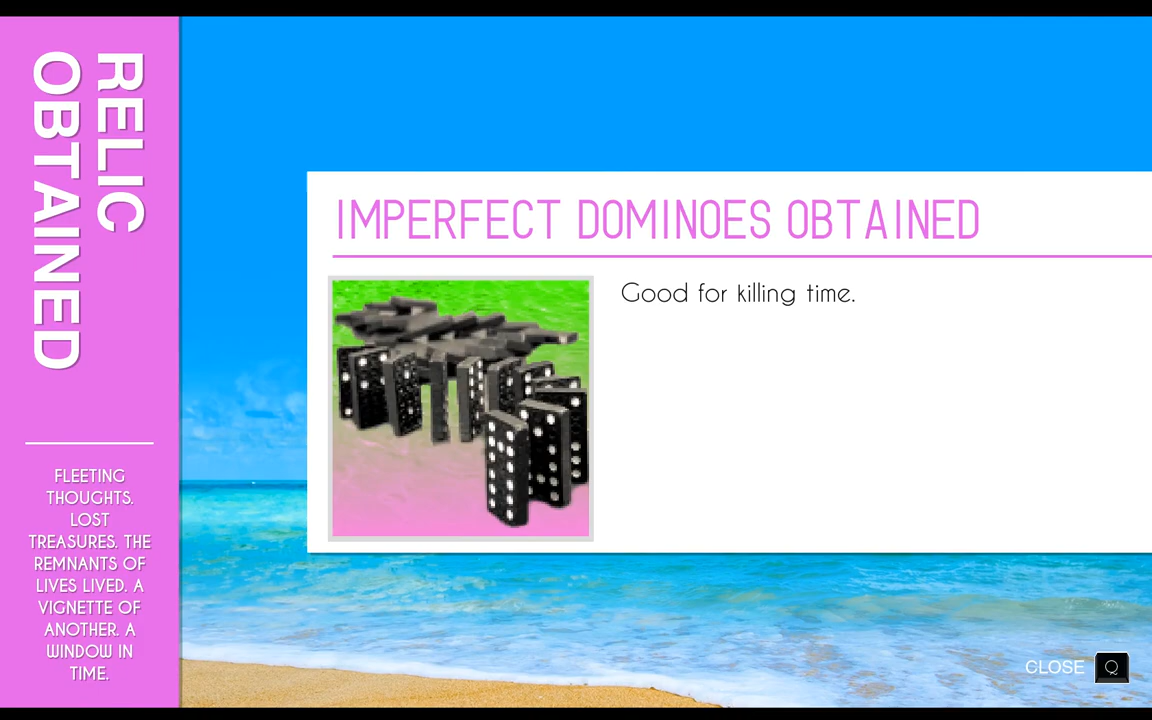 RELIC
OBTAINED
FLEETING
THOUGHTS.
LOST
TREASURES. THE
REMNANTS OF
LIVES LIVED. A
VIGNETTE OF
ANOTHER. A
WINDOW IN
TIME.
IMPERFECT DOMINOES OBTAINED
Good for killing time.
CLOSE Q